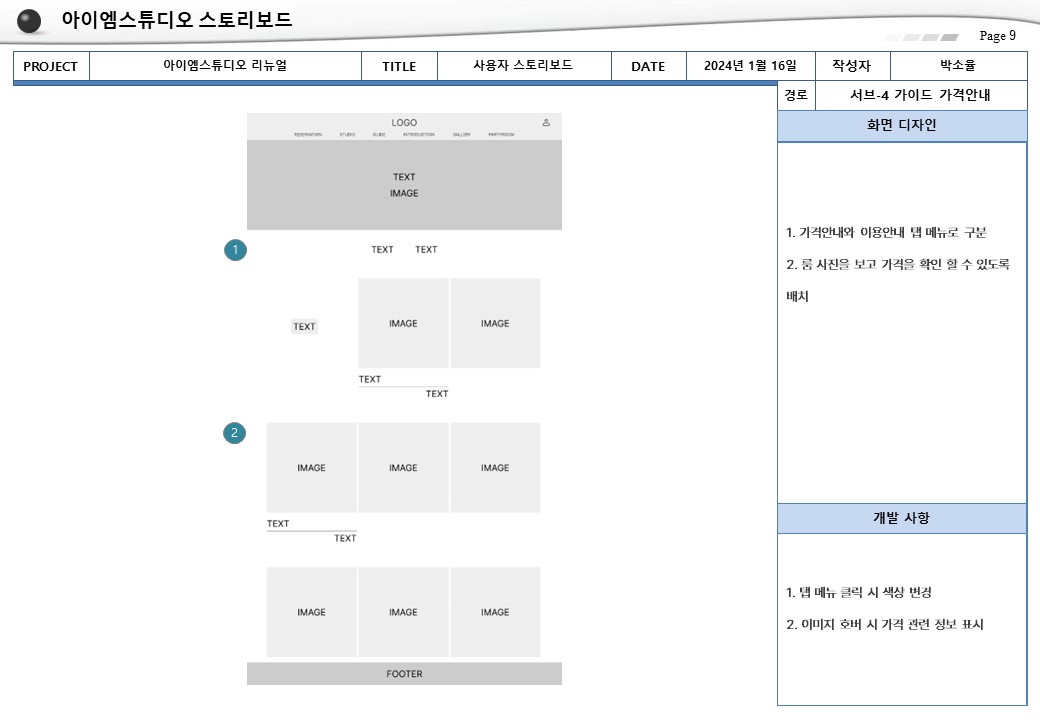 아이엠스튜디오 스토리보드
Page 9
PROJECT 아이엠스튜디오 리뉴얼 TITLE 사용자 스토리보드 DATE 2024년 1월 16일 작성자 박소율
경로 서브-4 가이드 가격안내
화면 디자인
LOGO
RESERVATION STUDIO CUBE INTRODUCTION GALLERY PARTYROOM
TEXT
IMAGE
1
TEXT TEXT
TEXT
IMAGE IMAGE
TEXT
TEXT
2
IMAGE IMAGE IMAGE
TEXT
TEXT
IMAGE IMAGE IMAGE
FOOTER
1. 가격안내와 이용안내 탭 메뉴로 구분
2. 룸 사진을 보고 가격을 확인 할 수 있도록
배치
개발 사항
1. 탭 메뉴 클릭 시 색상 변경
2. 이미지 호버 시 가격 관련 정보 표시